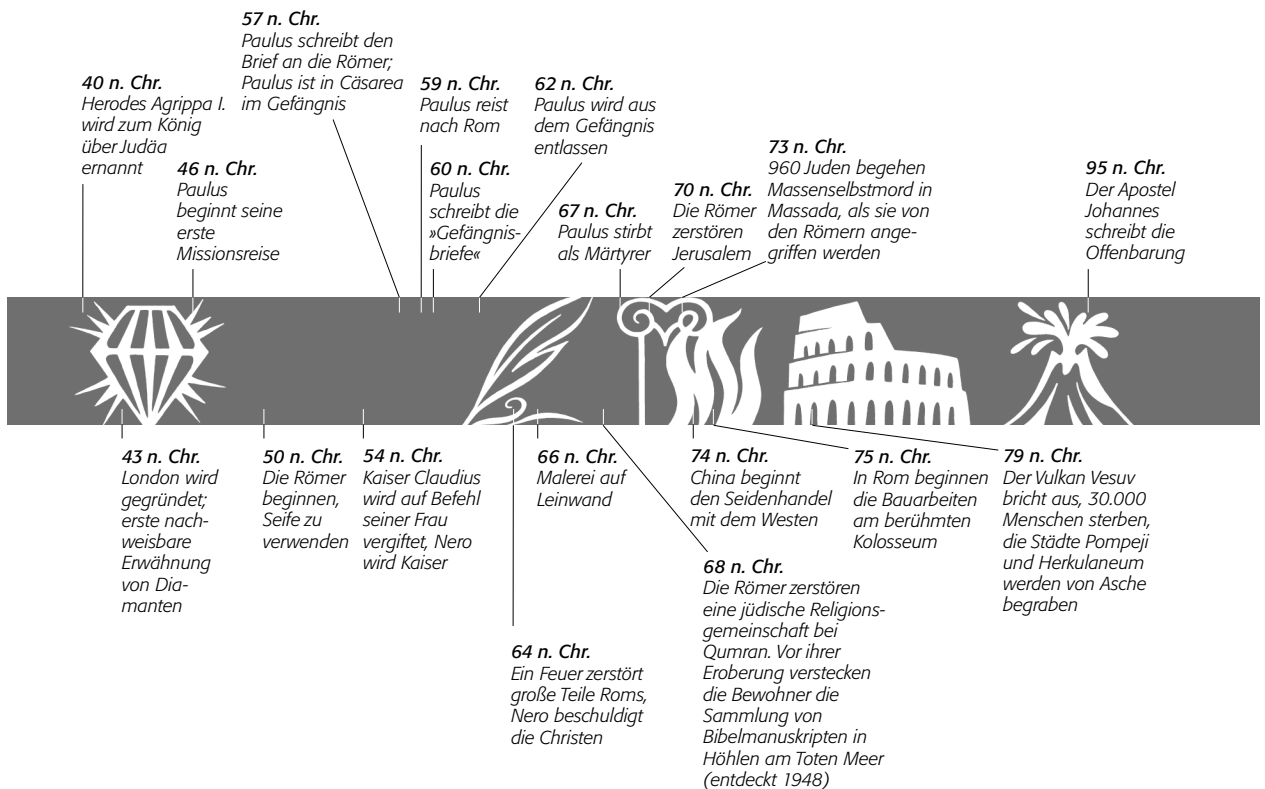 57 n. Chr.
Paulus schreibt den
Brief an die Römer;
Paulus ist in Cäsarea
im Gefängnis
40 n. Chr.
Herodes Agrippa I.
wird zum König
über Judäa
ernannt
59 n. Chr.
Paulus reist
nach Rom
62 n. Chr.
Paulus wird aus
dem Gefängnis
entlassen
46 n. Chr.
Paulus
beginnt seine
erste
Missionsreise
60 n. Chr.
Paulus
schreibt die
»Gefängnis-
briefe«
67 n. Chr.
Paulus stirbt
als Märtyrer
70 n. Chr.
Die Römer
zerstören
Jerusalem
73 n. Chr.
960 Juden begehen
Massenselbstmord in
Massada, als sie von
den Römern ange-
griffen werden
95 n. Chr.
Der Apostel
Johannes
schreibt die
Offenbarung
43 n. Chr.
London wird
gegründet;
erste nach-
weisbare
Erwähnung
von Dia-
manten
50 n. Chr.
Die Römer
beginnen,
Seife zu
verwenden
54 n. Chr.
Kaiser Claudius
wird auf Befehl
seiner Frau
vergiftet, Nero
wird Kaiser
64 n. Chr.
Ein Feuer zerstört
große Teile Roms,
Nero beschuldigt
die Christen
66 n. Chr.
Malerei auf
Leinwand
68 n. Chr.
Die Römer zerstören
eine jüdische Religions-
gemeinschaft bei
Qumran. Vor ihrer
Eroberung verstecken
die Bewohner die
Sammlung von
Bibelmanuskripten in
Höhlen am Toten Meer
(entdeckt 1948)
74 n. Chr.
China beginnt
den Seidenhandel
mit dem Westen
75 n. Chr.
In Rom beginnen
die Bauarbeiten
am berühmten
Kolosseum
79 n. Chr.
Der Vulkan Vesuv
bricht aus, 30.000
Menschen sterben,
die Städte Pompeji
und Herkulaneum
werden von Asche
begraben